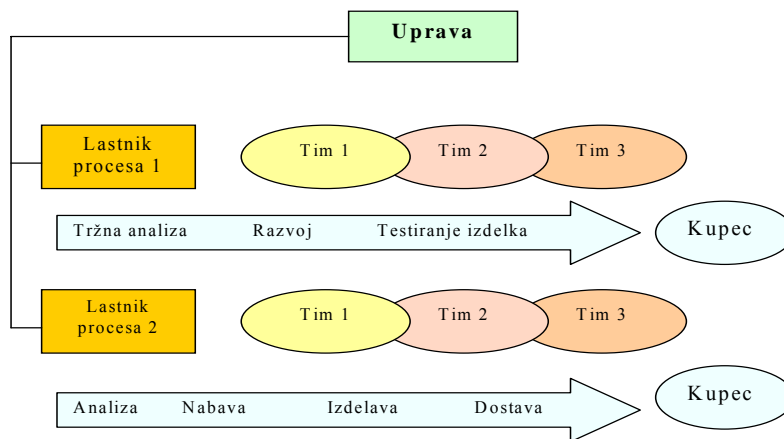 Uprava
Lastnik
procesa 1
Tim 1
Tim 2
Tim 3
Tržna analiza
Razvoj
Testiranje izdelka
Kupec
Lastnik
procesa 2
Tim 1
Tim 2
Tim 3
Analiza
Nabava
Izdelava
Dostava
Kupec